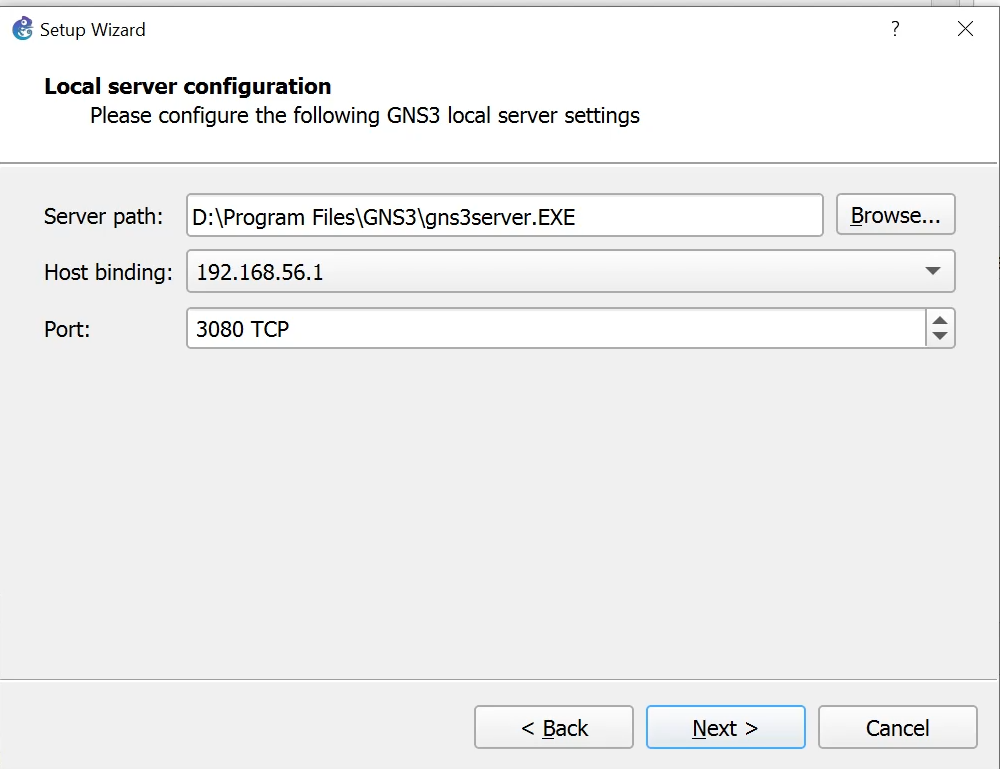 Setup Wizard
?
Local server configuration
Please configure the following GNS3 local server settings
Server path: D:\Program Files\GNS3\gns3server.EXE Browse...
Host binding: 192.168.56.1
Port: 3080 TCP
< Back Next > Cancel